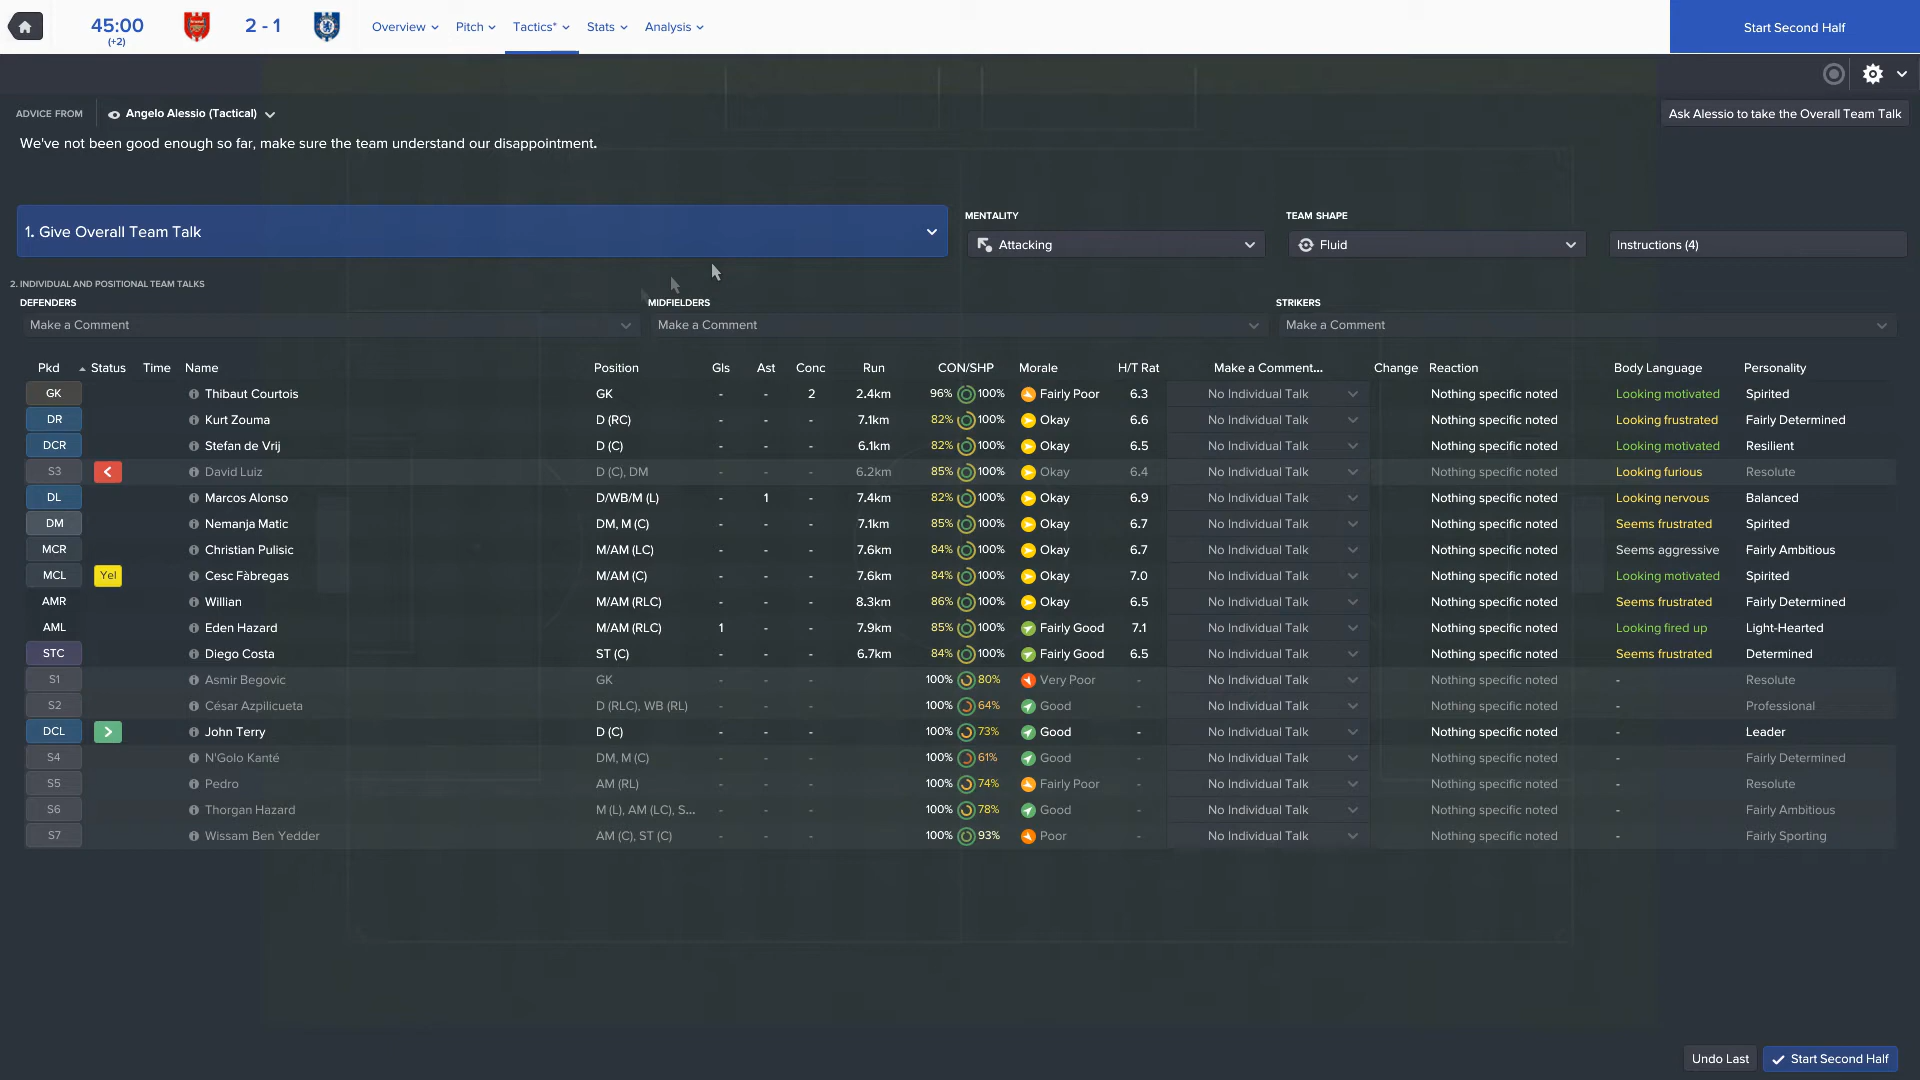 45:00 2 - 1 Overview Pitch Tactics* Stats Analysis Start Second Half
(+2)
ADVICE FROM Angelo Alessio (Tactical) Ask Alessio to take the Overall Team Talk
We've not been good enough so far, make sure the team understand our disappointment.
MENTALITY TEAM SHAPE
1. Give Overall Team Talk Attacking Fluid Instructions (4)
2. INDIVIDUAL AND POSITIONAL TEAM TALKS
DEFENDERS MIDFIELDERS STRIKERS
Make a Comment Make a Comment Make a Comment
Pkd Status Time Name Position Gls Ast Conc Run CON/SHP Morale H/T Rat Make a Comment... Change Reaction Body Language Personality
GK Thibaut Courtois GK - - 2 2.4km 96% 100% Fairly Poor 6.3 No Individual Talk Nothing specific noted Looking motivated Spirited
DR Kurt Zouma D (RC) - - - 7.1km 82% 100% Okay 6.6 No Individual Talk Nothing specific noted Looking frustrated Fairly Determined
DCR Stefan de Vrij D (C) - - - 6.1km 82% 100% Okay 6.5 No Individual Talk Nothing specific noted Looking motivated Resilient
S3 < David Luiz D (C), DM - - - 6.2km 85% 100% Okay 6.4 No Individual Talk Nothing specific noted Looking furious Resolute
DL Marcos Alonso D/WB/M (L) - 1 - 7.4km 82% 100% Okay 6.9 No Individual Talk Nothing specific noted Looking nervous Balanced
DM Nemanja Matic DM, M (C) - - - 7.1km 85% 100% Okay 6.7 No Individual Talk Nothing specific noted Seems frustrated Spirited
MCR Christian Pulisic M/AM (LC) - - - 7.6km 84% 100% Okay 6.7 No Individual Talk Nothing specific noted Seems aggressive Fairly Ambitious
MCL Yel Cesc Fàbregas M/AM (C) - - - 7.6km 84% 100% Okay 7.0 No Individual Talk Nothing specific noted Looking motivated Spirited
AMR Willian M/AM (RLC) - - - 8.3km 86% 100% Okay 6.5 No Individual Talk Nothing specific noted Seems frustrated Fairly Determined
AML Eden Hazard M/AM (RLC) 1 - - 7.9km 85% 100% Fairly Good 7.1 No Individual Talk Nothing specific noted Looking fired up Light-Hearted
STC Diego Costa ST (C) - - - 6.7km 84% 100% Fairly Good 6.5 No Individual Talk Nothing specific noted Seems frustrated Determined
S1 Asmir Begovic GK - - - 100% 80% Very Poor - No Individual Talk Nothing specific noted - Resolute
S2 César Azpilicueta D (RLC), WB (RL) - - - 100% 64% Good - No Individual Talk Nothing specific noted - Professional
DCL > John Terry D (C) - - - 100% 73% Good - No Individual Talk Nothing specific noted - Leader
S4 N'Golo Kanté DM, M (C) - - - 100% 61% Good - No Individual Talk Nothing specific noted - Fairly Determined
S5 Pedro AM (RL) - - - 100% 74% Fairly Poor - No Individual Talk Nothing specific noted - Resolute
S6 Thorgan Hazard M (L), AM (LC), S... - - - 100% 78% Good - No Individual Talk Nothing specific noted - Fairly Ambitious
S7 Wissam Ben Yedder AM (C), ST (C) - - - 100% 93% Poor - No Individual Talk Nothing specific noted - Fairly Sporting
Undo Last Start Second Half